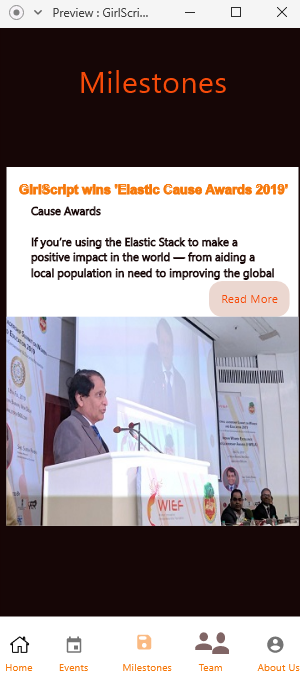 Preview : GirlScri...
Milestones
GirlScript wins 'Elastic Cause Awards 2019'
Cause Awards
If you're using the Elastic Stack to make a
positive impact in the world — from aiding a
local population in need to improving the global
Read More
WIEF
Home
Events
Milestones
Team
About Us